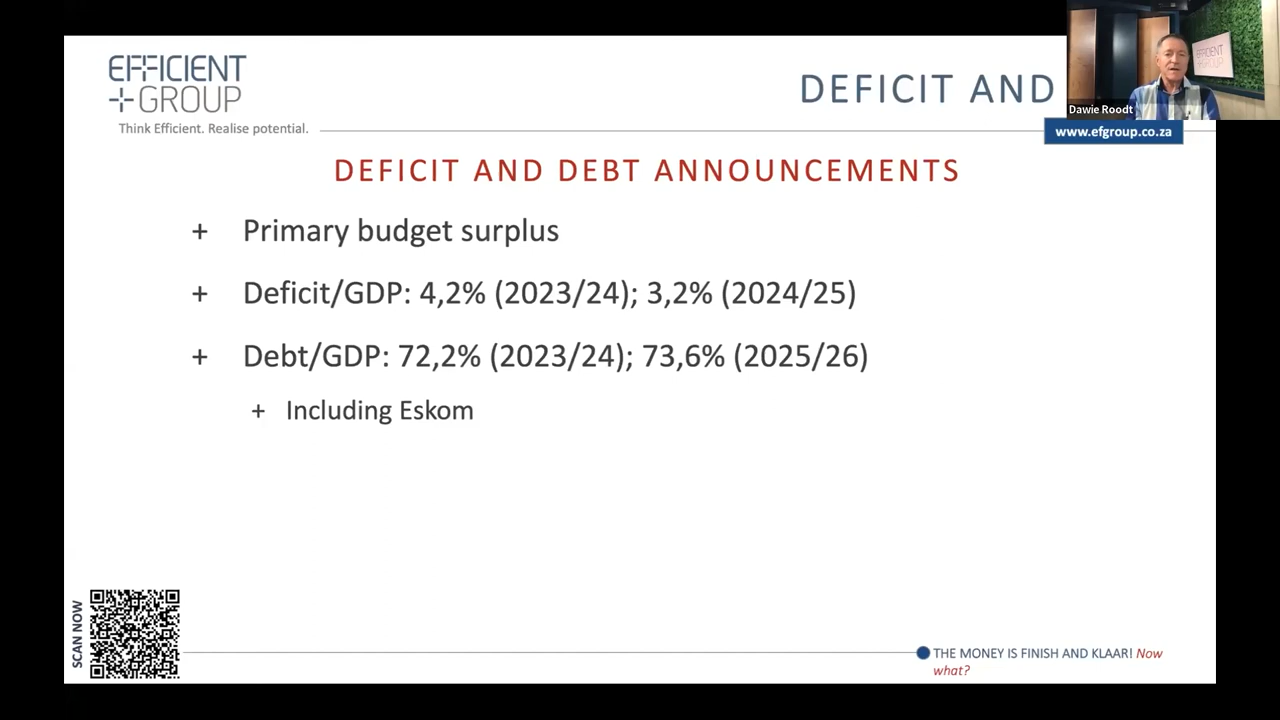 EFFICIENT
GROUP
Think Efficient. Realise potential.
DEFICIT AND
EFFICIENT
GROUP
Dawie Roodt
www.efgroup.co.za
DEFICIT AND DEBT ANNOUNCEMENTS
+ Primary budget surplus
+ Deficit/GDP: 4,2% (2023/24); 3,2% (2024/25)
+ Debt/GDP: 72,2% (2023/24); 73,6% (2025/26)
+ Including Eskom
SCAN NOW
THE MONEY IS FINISH AND KLAAR! Now
what?